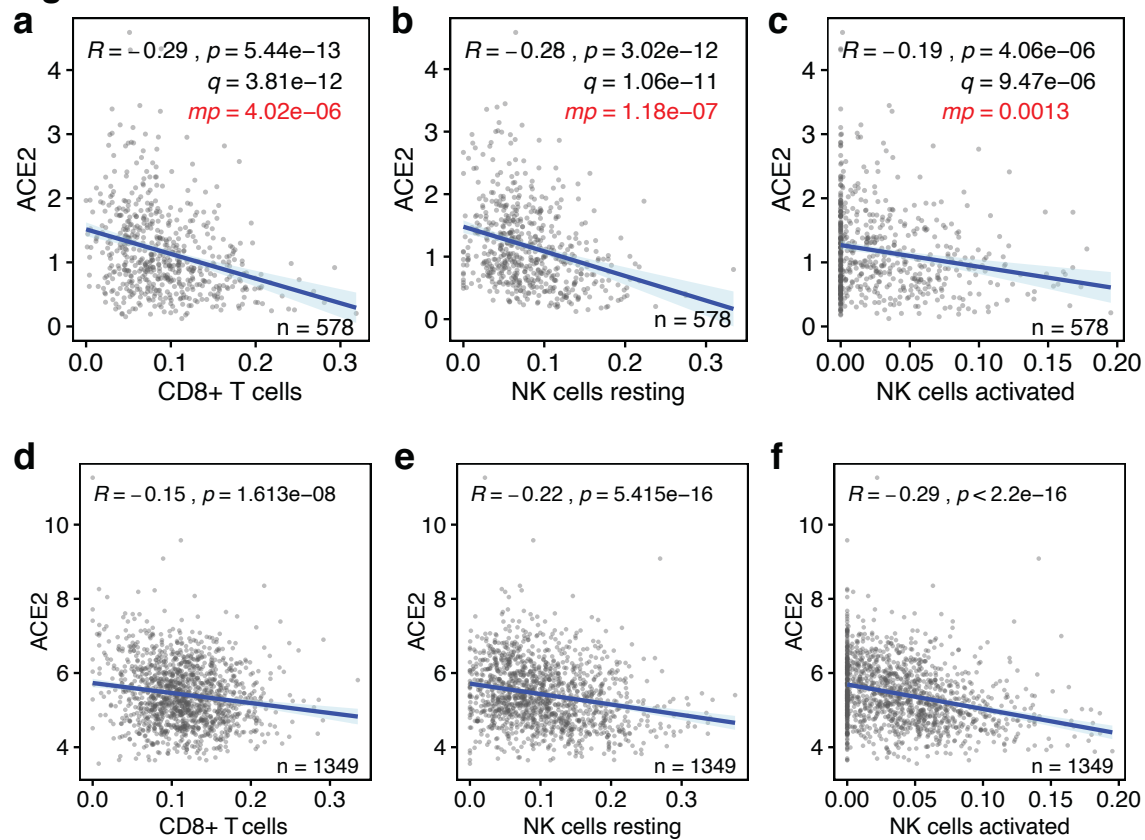 a
R = −0.29 , p = 5.44e−13
q = 3.81e−12
mp = 4.02e−06
4
3
2
1
0
ACE2
n = 578
0.0 0.1 0.2 0.3
CD8+ T cells
b
R = −0.28 , p = 3.02e−12
q = 1.06e−11
mp = 1.18e−07
4
3
2
1
0
ACE2
n = 578
0.0 0.1 0.2 0.3
NK cells resting
c
R = −0.19 , p = 4.06e−06
q = 9.47e−06
mp = 0.0013
4
3
2
1
0
ACE2
n = 578
0.00 0.05 0.10 0.15 0.20
NK cells activated
d
R = −0.15 , p = 1.613e−08
10
8
6
4
ACE2
n = 1349
0.0 0.1 0.2 0.3
CD8+ T cells
e
R = −0.22 , p = 5.415e−16
10
8
6
4
ACE2
n = 1349
0.0 0.1 0.2 0.3
NK cells resting
f
R = −0.29 , p < 2.2e−16
10
8
6
4
ACE2
n = 1349
0.00 0.05 0.10 0.15 0.20
NK cells activated